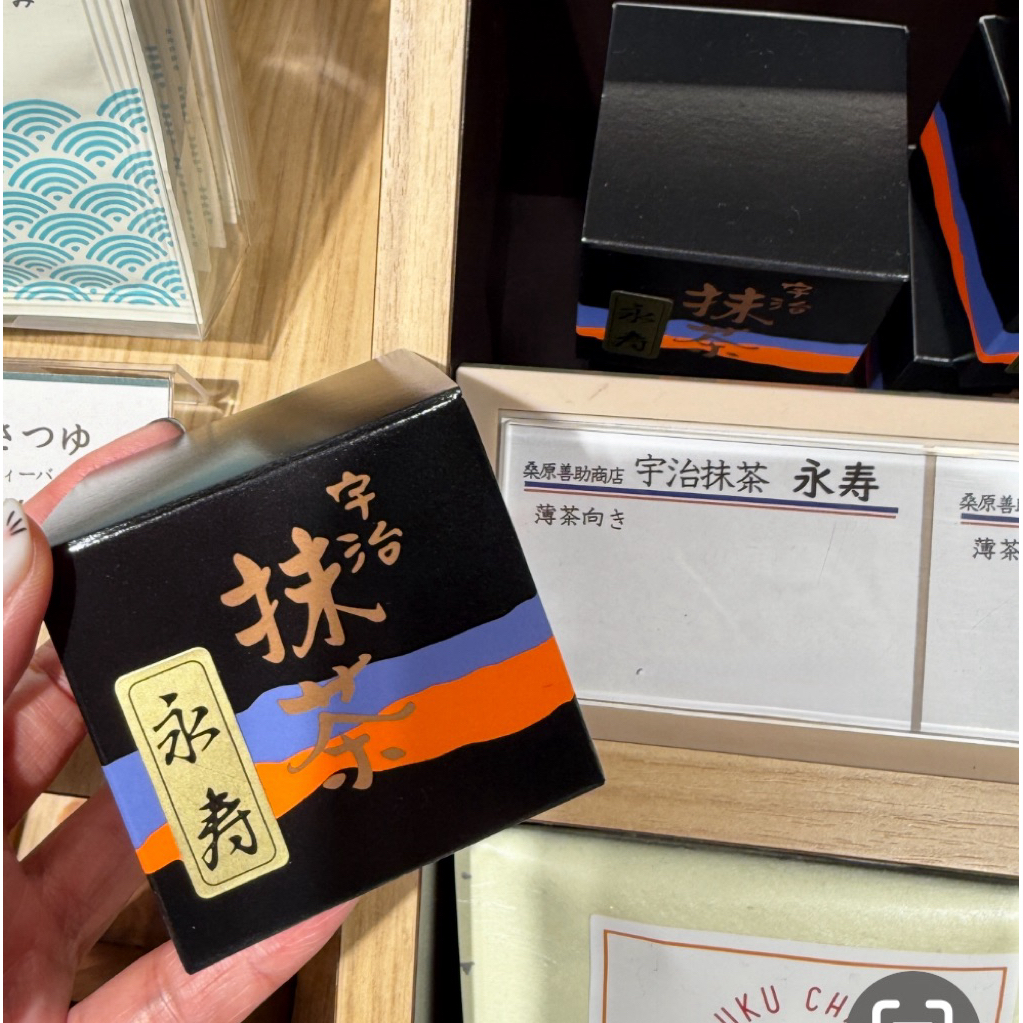 宇治
抹茶
永寿
宇治
抹茶
永寿
桑原善助商店 宇治抹茶 永寿
薄茶向き
桑原善
薄茶
さつゆ
ィーバ
UKU CH